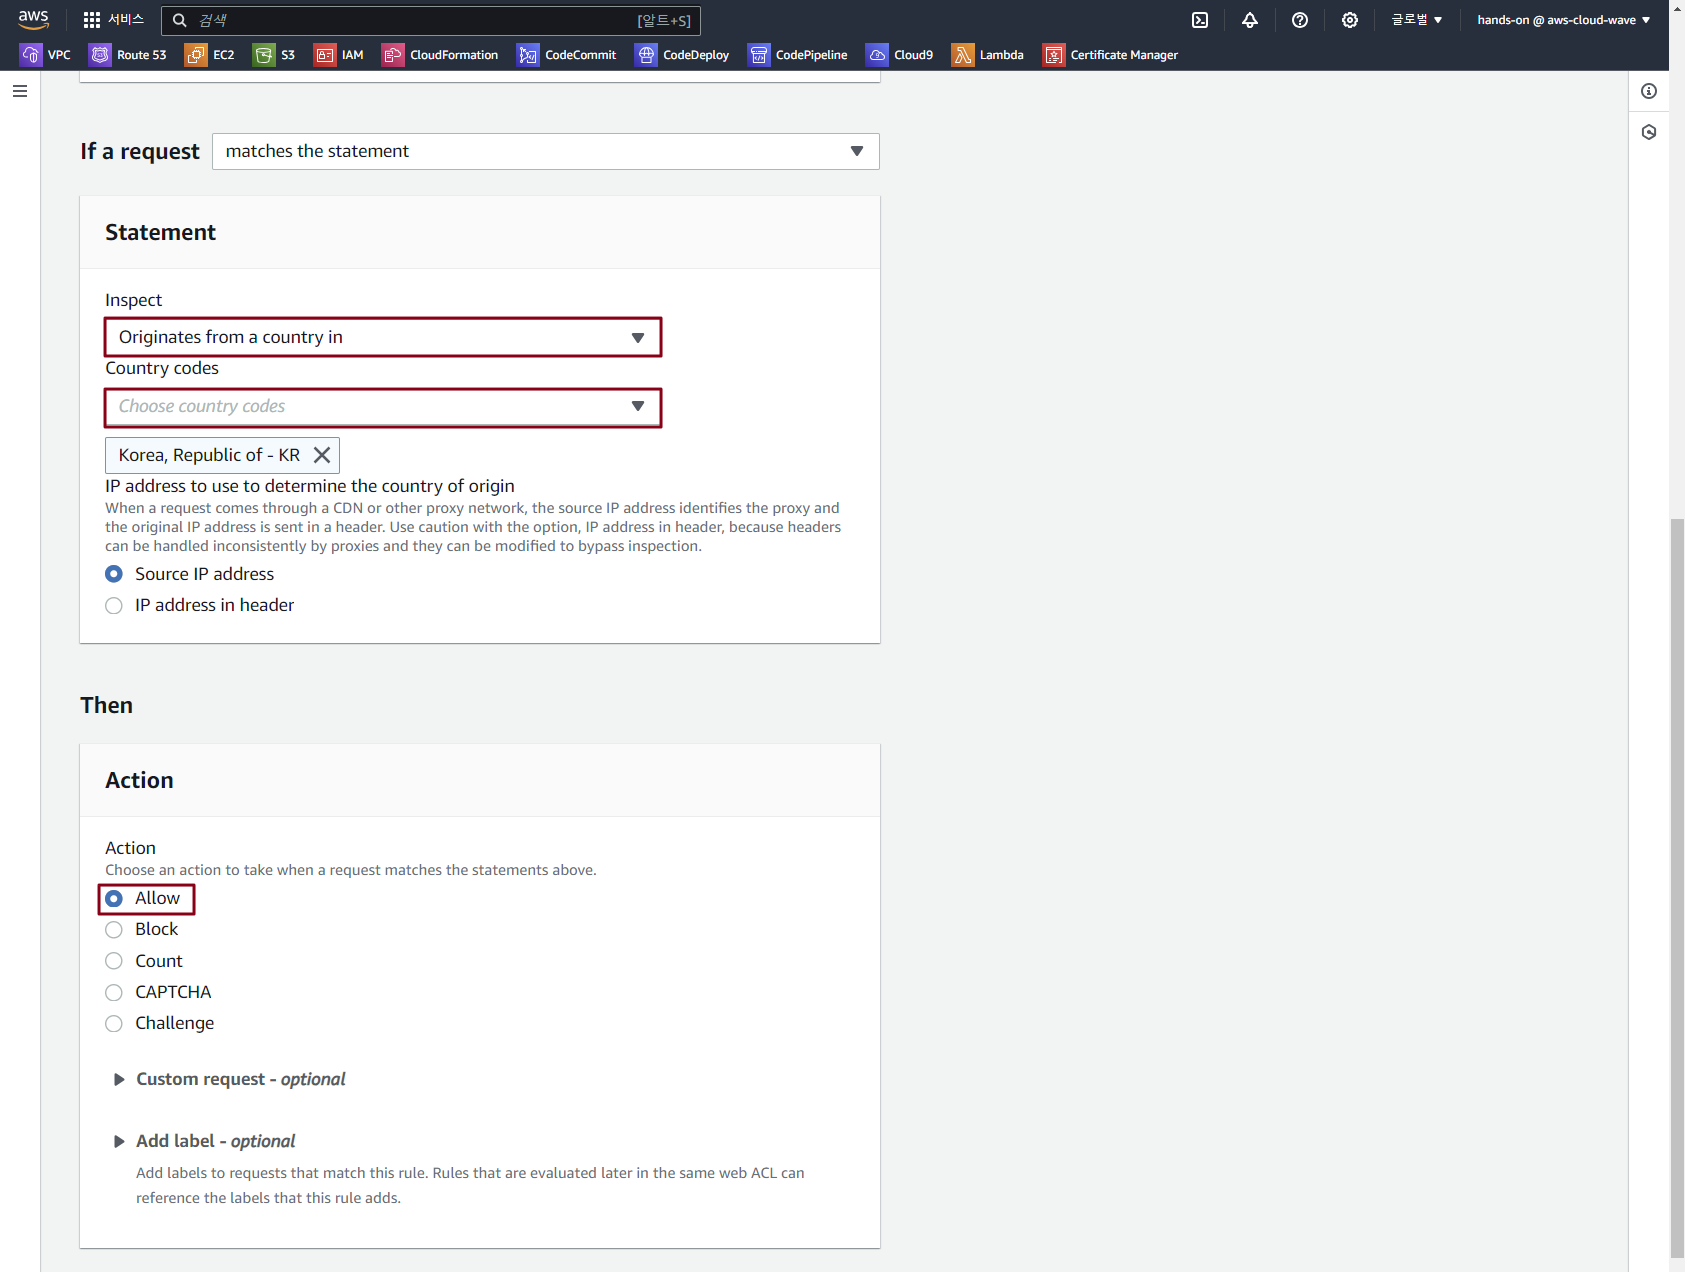 aws
서비스
검색
[알트+S]
글로벌
hands-on @ aws-cloud-wave
VPC
Route 53
EC2
S3
IAM
CloudFormation
CodeCommit
CodeDeploy
CodePipeline
Cloud9
Lambda
Certificate Manager
If a request
matches the statement
Statement
Inspect
Originates from a country in
Country codes
Choose country codes
Korea, Republic of - KR
IP address to use to determine the country of origin
When a request comes through a CDN or other proxy network, the source IP address identifies the proxy and
the original IP address is sent in a header. Use caution with the option, IP address in header, because headers
can be handled inconsistently by proxies and they can be modified to bypass inspection.
Source IP address
IP address in header
Then
Action
Action
Choose an action to take when a request matches the statements above.
Allow
Block
Count
CAPTCHA
Challenge
Custom request - optional
Add label - optional
Add labels to requests that match this rule. Rules that are evaluated later in the same web ACL can
reference the labels that this rule adds.